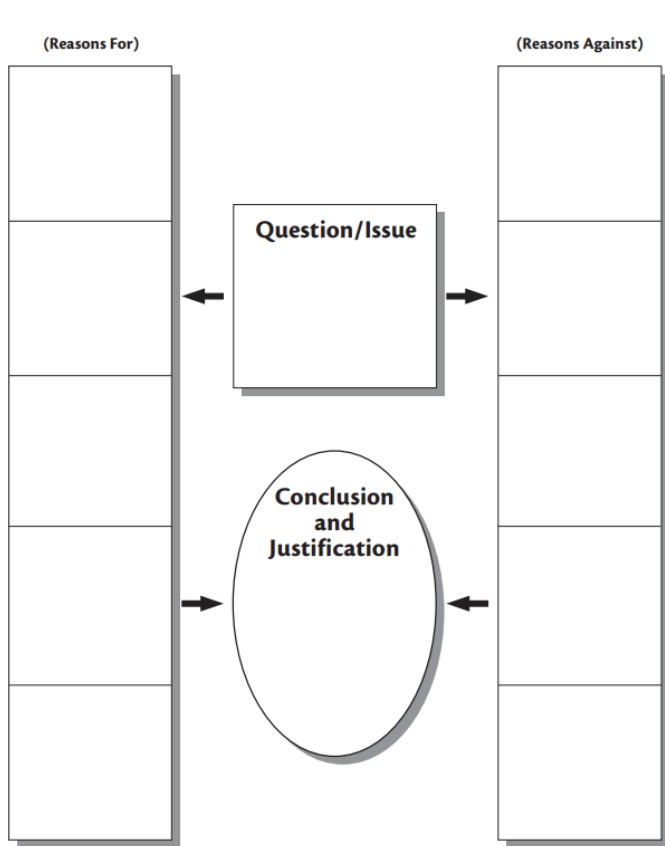 (Reasons For)
(Reasons Against)
Question/Issue
Conclusion
and
Justification